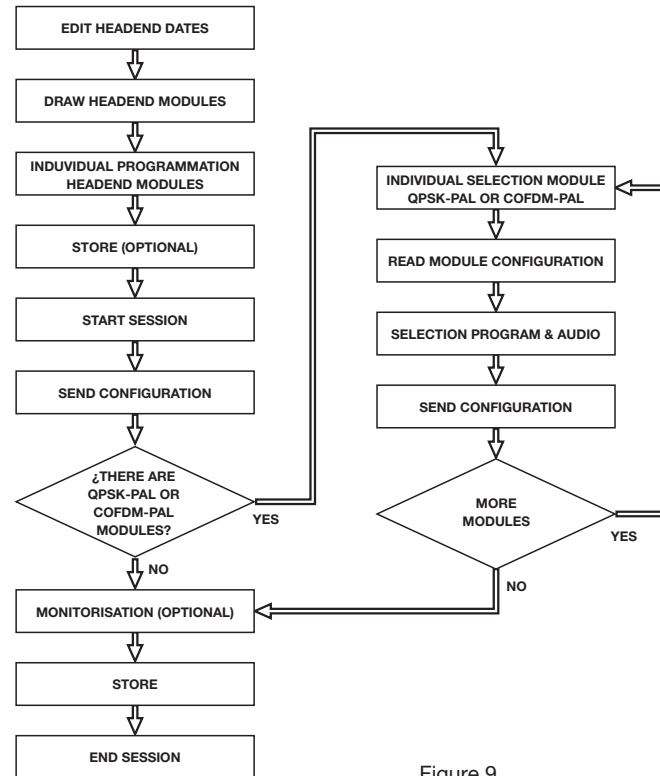 EDIT HEADEND DATES
DRAW HEADEND MODULES
INDUVIDUAL PROGRAMMATION
HEADEND MODULES
STORE (OPTIONAL)
START SESSION
SEND CONFIGURATION
¿THERE ARE
QPSK-PAL OR
COFDM-PAL
MODULES?
YES
NO
MONITORISATION (OPTIONAL)
STORE
END SESSION
INDIVIDUAL SELECTION MODULE
QPSK-PAL OR COFDM-PAL
READ MODULE CONFIGURATION
SELECTION PROGRAM & AUDIO
SEND CONFIGURATION
MORE
MODULES
YES
NO
Figure 9